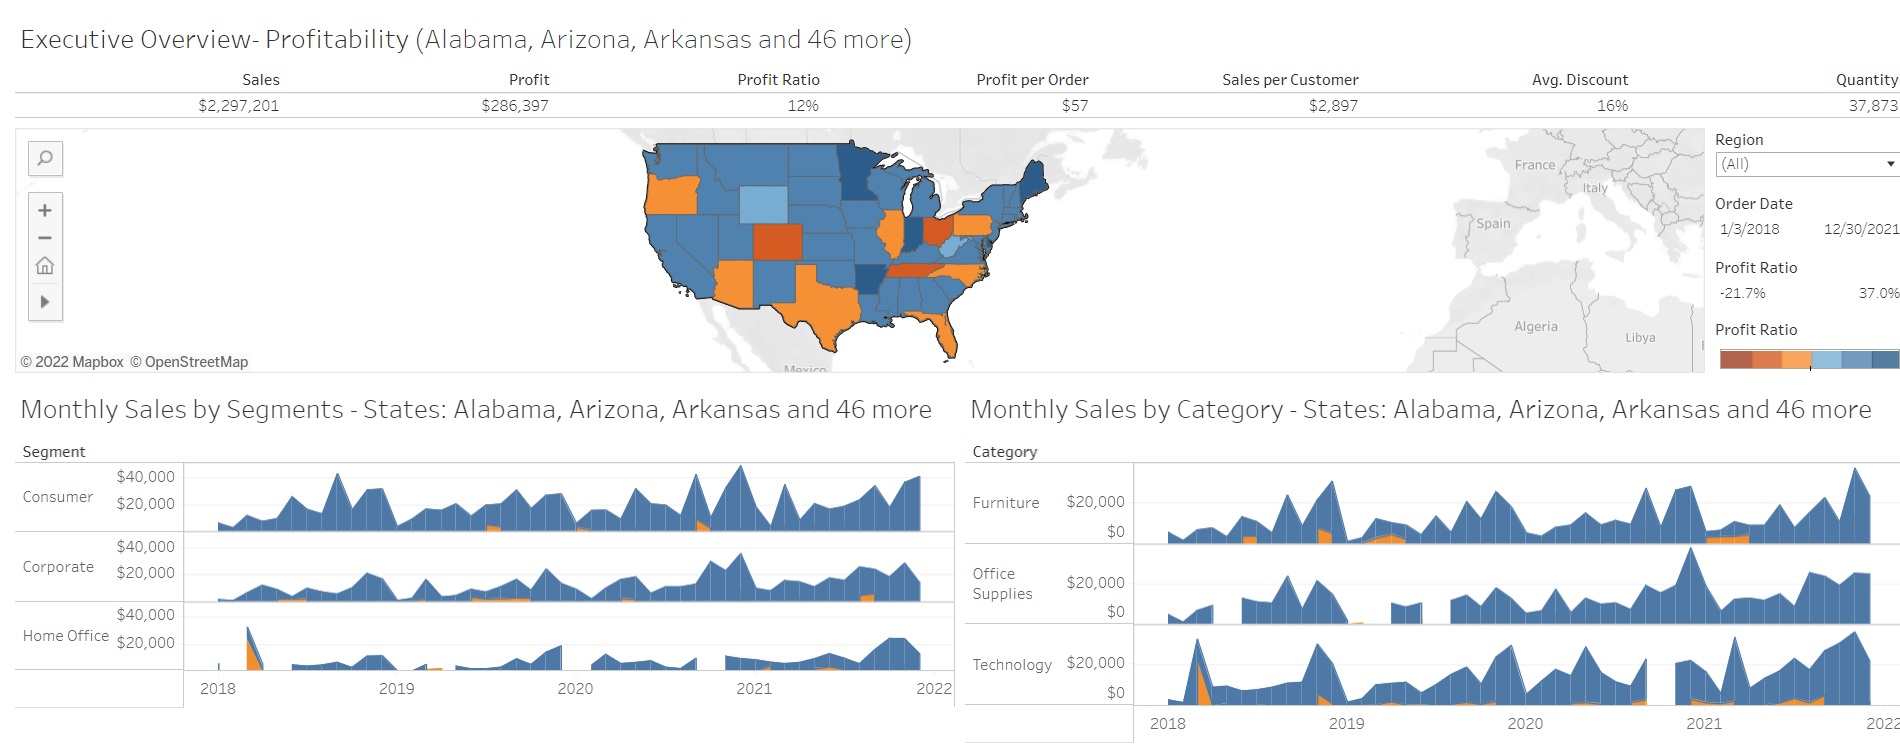 Executive Overview- Profitability (Alabama, Arizona, Arkansas and 46 more)
Sales Profit Profit Ratio Profit per Order Sales per Customer Avg. Discount Quantity
$2,297,201 $286,397 12% $57 $2,897 16% 37,873
France
Italy
Spain
Algeria
Libya
Mexico
© 2022 Mapbox © OpenStreetMap
Region
(All)
Order Date
1/3/2018 12/30/2021
Profit Ratio
-21.7% 37.0%
Profit Ratio
Monthly Sales by Segments - States: Alabama, Arizona, Arkansas and 46 more
Segment
Consumer
$40,000
$20,000
Corporate
$40,000
$20,000
Home Office
$40,000
$20,000
2018 2019 2020 2021 2022
Monthly Sales by Category - States: Alabama, Arizona, Arkansas and 46 more
Category
Furniture
$20,000
$0
Office
Supplies
$20,000
$0
Technology
$20,000
$0
2018 2019 2020 2021 2022